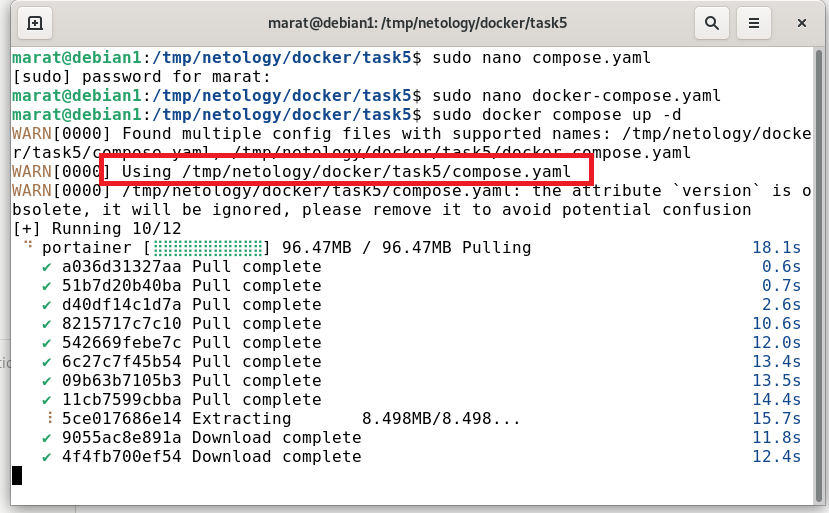 marat@debian1: /tmp/netology/docker/task5
marat@debian1:/tmp/netology/docker/task5$ sudo nano compose.yaml
[sudo] password for marat:
marat@debian1:/tmp/netology/docker/task5$ sudo nano docker-compose.yaml
marat@debian1:/tmp/netology/docker/task5$ sudo docker compose up -d
WARN[0000] Found multiple config files with supported names: /tmp/netology/docke
r/task5/compose.yaml, /tmp/netology/docker/task5/docker-compose.yaml
WARN[0000] Using /tmp/netology/docker/task5/compose.yaml
WARN[0000] /tmp/netology/docker/task5/compose.yaml: the attribute `version` is o
bsolete, it will be ignored, please remove it to avoid potential confusion
[+] Running 10/12
⠙ portainer [⣿⣿⣿⣿⣿⣿⣿⣿⣿⣿⣿] 96.47MB / 96.47MB Pulling 18.1s
✔ a036d31327aa Pull complete 0.6s
✔ 51b7d20b40ba Pull complete 0.7s
✔ d40df14c1d7a Pull complete 2.6s
✔ 8215717c7c10 Pull complete 10.6s
✔ 542669febe7c Pull complete 12.0s
✔ 6c27c7f45b54 Pull complete 13.4s
✔ 09b63b7105b3 Pull complete 13.5s
✔ 11cb7599cbba Pull complete 14.4s
⠸ 5ce017686e14 Extracting 8.498MB/8.498... 15.7s
✔ 9055ac8e891a Download complete 11.8s
✔ 4f4fb700ef54 Download complete 12.4s